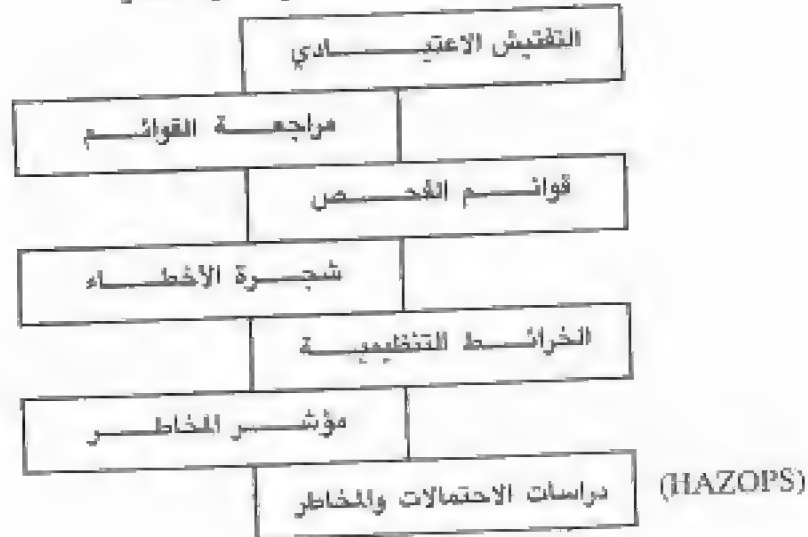 التفتيش الاعتيادي
مراجعة القوائم
قوائم الفحص
شجرة الأخطاء
الخرائط التنظيمية
مؤشر المخاطر
دراسات الاحتمالات والمخاطر (HAZOPS)